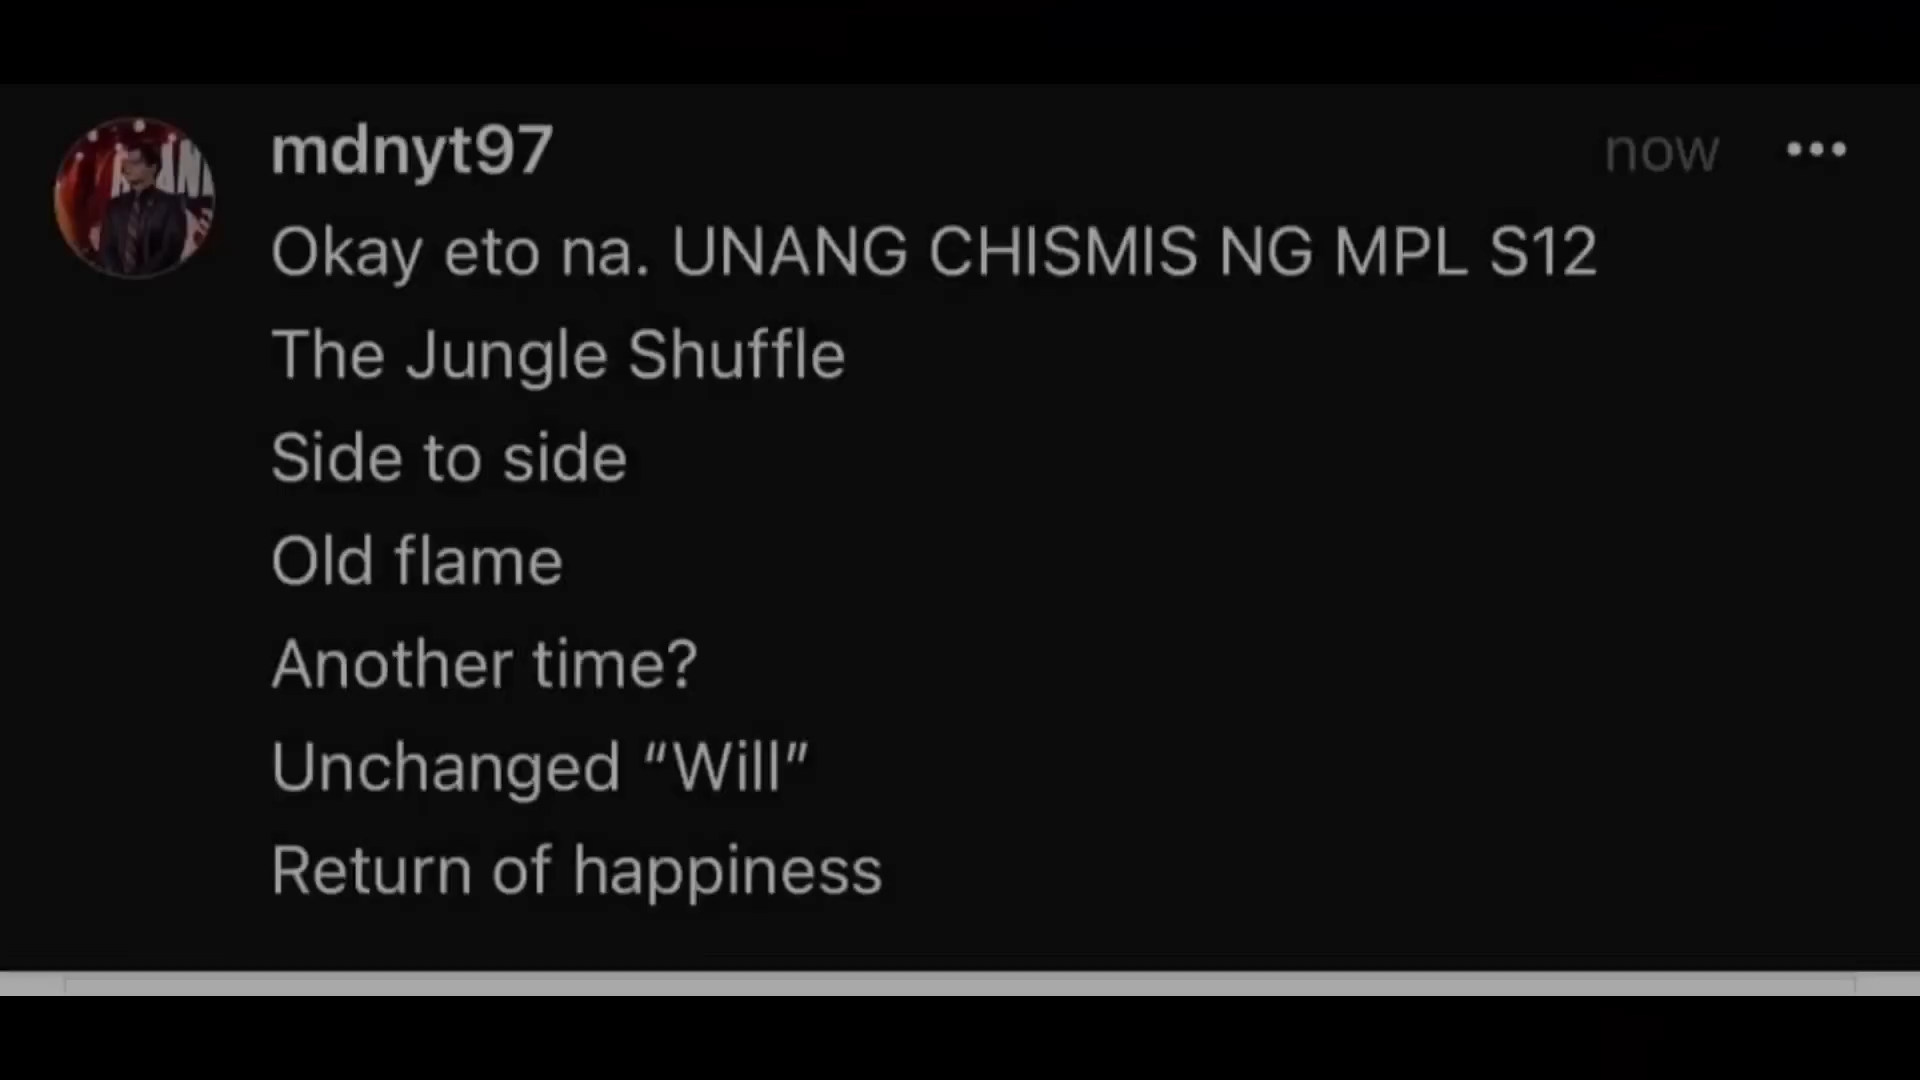 mdnyt97
now
Okay eto na. UNANG CHISMIS NG MPL S12
The Jungle Shuffle
Side to side
Old flame
Another time?
Unchanged “Will”
Return of happiness